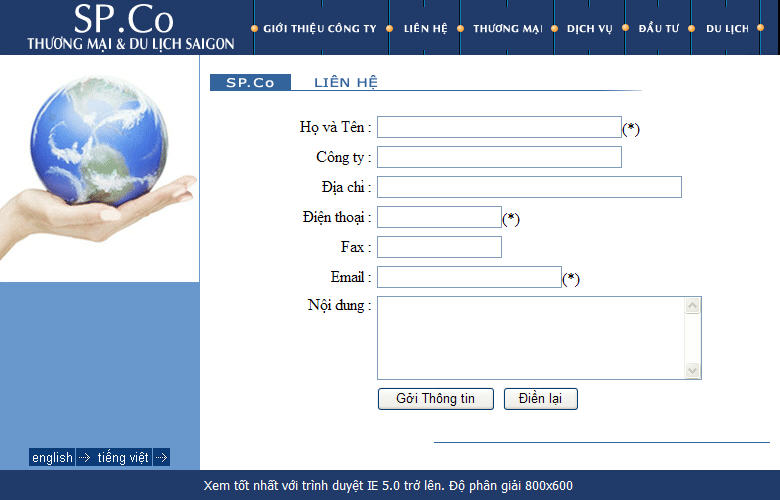 SP.Co
THƯƠNG MẠI & DU LỊCH SAIGON
GIỚI THIỆU CÔNG TY LIÊN HỆ THƯƠNG MẠI DỊCH VỤ ĐẦU TƯ DU LỊCH
SP.Co LIÊN HỆ
Họ và Tên : (*)
Công ty :
Địa chỉ :
Điện thoại : (*)
Fax :
Email : (*)
Nội dung :
Gởi Thông tin Điền lại
english tiếng việt
Xem tốt nhất với trình duyệt IE 5.0 trở lên. Độ phân giải 800x600